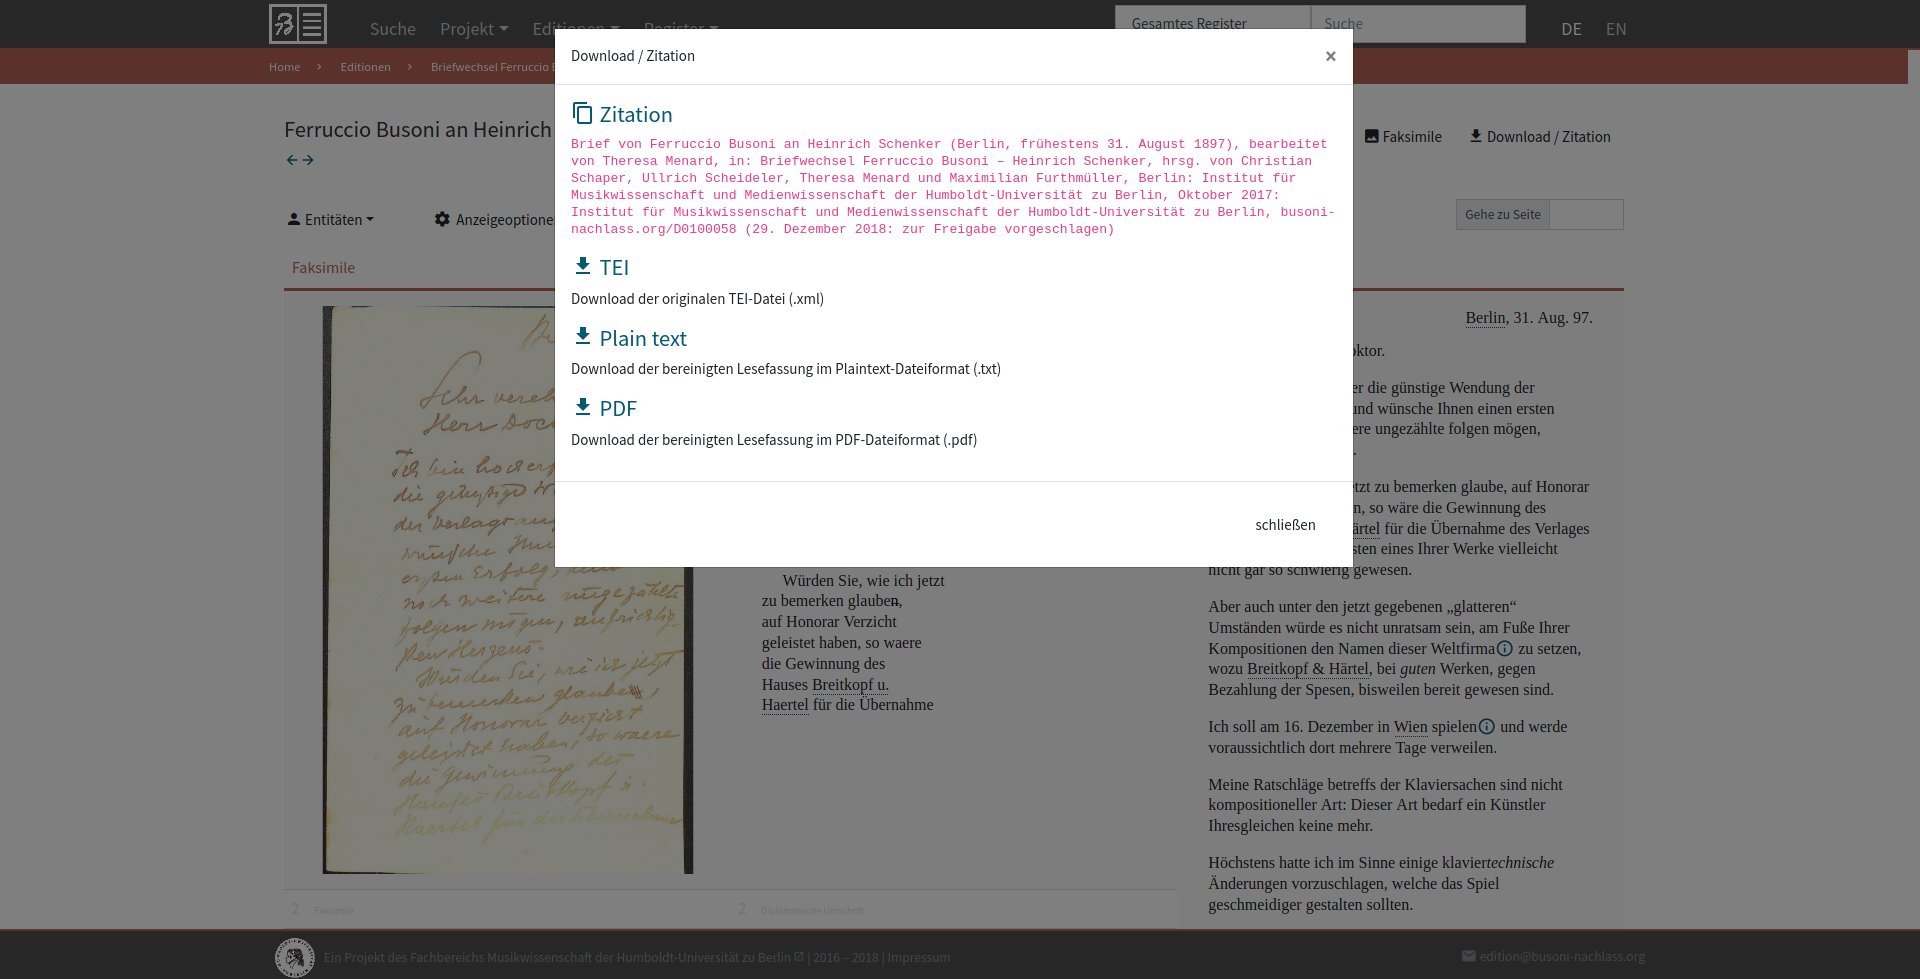 Suche Projekt Editionen Register Gesamtes Register Suche DE EN
Home › Editionen › Briefwechsel Ferruccio B
Download / Zitation ×
Zitation
Brief von Ferruccio Busoni an Heinrich Schenker (Berlin, frühestens 31. August 1897), bearbeitet
von Theresa Menard, in: Briefwechsel Ferruccio Busoni – Heinrich Schenker, hrsg. von Christian
Schaper, Ullrich Scheideler, Theresa Menard und Maximilian Furthmüller, Berlin: Institut für
Musikwissenschaft und Medienwissenschaft der Humboldt-Universität zu Berlin, Oktober 2017:
Institut für Musikwissenschaft und Medienwissenschaft der Humboldt-Universität zu Berlin, busoni-
nachlass.org/D0100058 (29. Dezember 2018: zur Freigabe vorgeschlagen)
TEI
Download der originalen TEI-Datei (.xml)
Plain text
Download der bereinigten Lesefassung im Plaintext-Dateiformat (.txt)
PDF
Download der bereinigten Lesefassung im PDF-Dateiformat (.pdf)
schließen
Ferruccio Busoni an Heinrich
Faksimile Download / Zitation
Entitäten Anzeigeoptione
Gehe zu Seite
Faksimile
Sehr vereh
Herr Doc
Ich bin hocherf
die günstige W
der Verlagsang
wünsche Ihn
ersten Erfolg, dem
noch weitere ungezählte
folgen mögen, aufrichtig-
sten Herzens.
Würden Sie, wie ich jetzt
zu bemerken glauben,
auf Honorar Verzicht
geleistet haben, so waere
die Gewinnung des
Hauses Breitkopf u.
Haertel für die Übernahme
2 Faksimile
Würden Sie, wie ich jetzt
zu bemerken glauben,
auf Honorar Verzicht
geleistet haben, so waere
die Gewinnung des
Hauses Breitkopf u.
Haertel für die Übernahme
2 Diplomatische Umschrift
Berlin, 31. Aug. 97.
oktor.
er die günstige Wendung der
und wünsche Ihnen einen ersten
ere ungezählte folgen mögen,
.
etzt zu bemerken glaube, auf Honorar
n, so wäre die Gewinnung des
ärtel für die Übernahme des Verlages
sten eines Ihrer Werke vielleicht
nicht gar so schwierig gewesen.
Aber auch unter den jetzt gegebenen „glatteren“
Umständen würde es nicht unratsam sein, am Fuße Ihrer
Kompositionen den Namen dieser Weltfirma zu setzen,
wozu Breitkopf & Härtel, bei guten Werken, gegen
Bezahlung der Spesen, bisweilen bereit gewesen sind.
Ich soll am 16. Dezember in Wien spielen und werde
voraussichtlich dort mehrere Tage verweilen.
Meine Ratschläge betreffs der Klaviersachen sind nicht
kompositioneller Art: Dieser Art bedarf ein Künstler
Ihresgleichen keine mehr.
Höchstens hatte ich im Sinne einige klaviertechnische
Änderungen vorzuschlagen, welche das Spiel
geschmeidiger gestalten sollten.
Ein Projekt des Fachbereichs Musikwissenschaft der Humboldt-Universität zu Berlin | 2016 – 2018 | Impressum
edition@busoni-nachlass.org